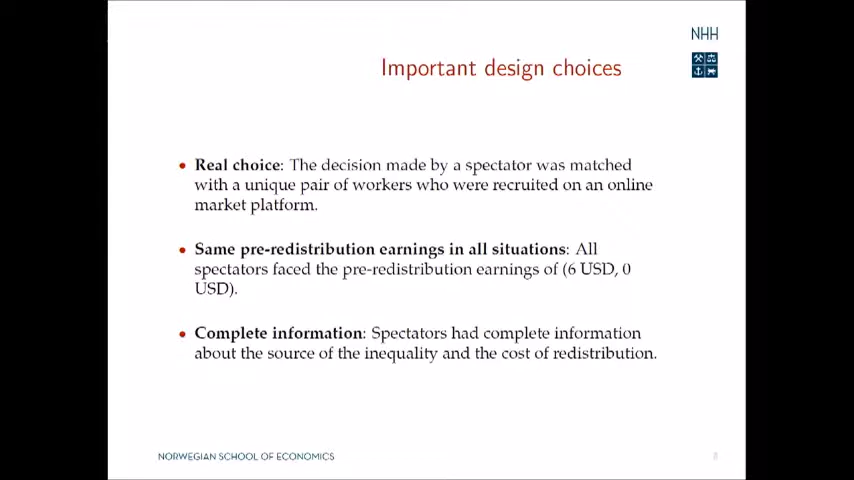 NHH
Important design choices
• Real choice: The decision made by a spectator was matched
with a unique pair of workers who were recruited on an online
market platform.
• Same pre-redistribution earnings in all situations: All
spectators faced the pre-redistribution earnings of (6 USD, 0
USD).
• Complete information: Spectators had complete information
about the source of the inequality and the cost of redistribution.
NORWEGIAN SCHOOL OF ECONOMICS
8